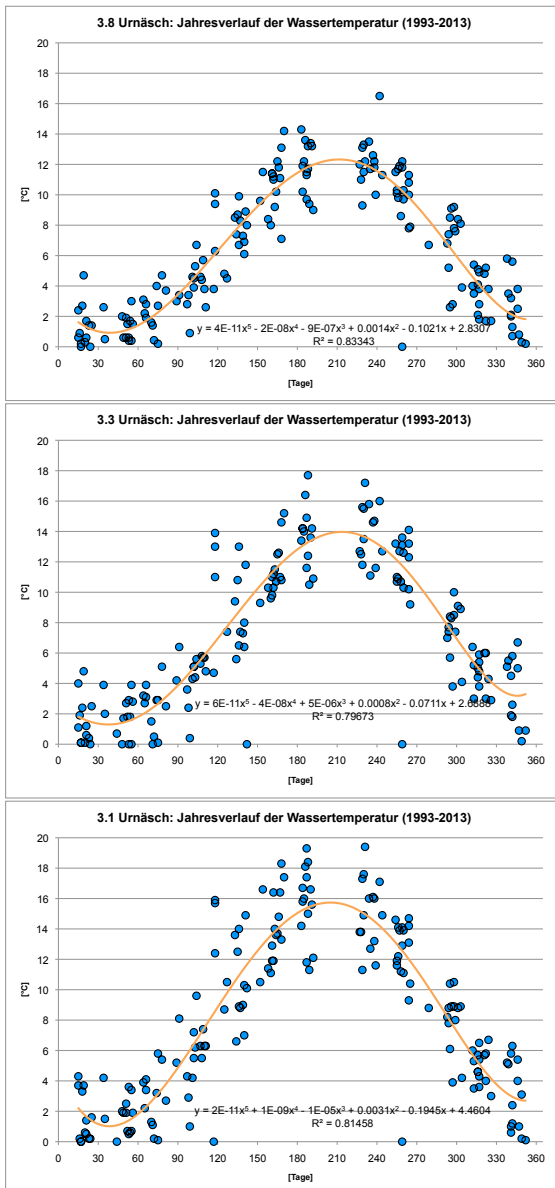 3.8 Urnäsch: Jahresverlauf der Wassertemperatur (1993-2013)
20
18
16
14
12
10
8
6
4
2
0
[°C]
y = 4E-11x⁵ - 2E-08x⁴ - 9E-07x³ + 0.0014x² - 0.1021x + 2.8307
R² = 0.83343
0 30 60 90 120 150 180 210 240 270 300 330 360
[Tage]
3.3 Urnäsch: Jahresverlauf der Wassertemperatur (1993-2013)
20
18
16
14
12
10
8
6
4
2
0
[°C]
y = 6E-11x⁵ - 4E-08x⁴ + 5E-06x³ + 0.0008x² - 0.0711x + 2.6888
R² = 0.79673
0 30 60 90 120 150 180 210 240 270 300 330 360
[Tage]
3.1 Urnäsch: Jahresverlauf der Wassertemperatur (1993-2013)
20
18
16
14
12
10
8
6
4
2
0
[°C]
y = 2E-11x⁵ + 1E-09x⁴ - 1E-05x³ + 0.0031x² - 0.1945x + 4.4604
R² = 0.81458
0 30 60 90 120 150 180 210 240 270 300 330 360
[Tage]